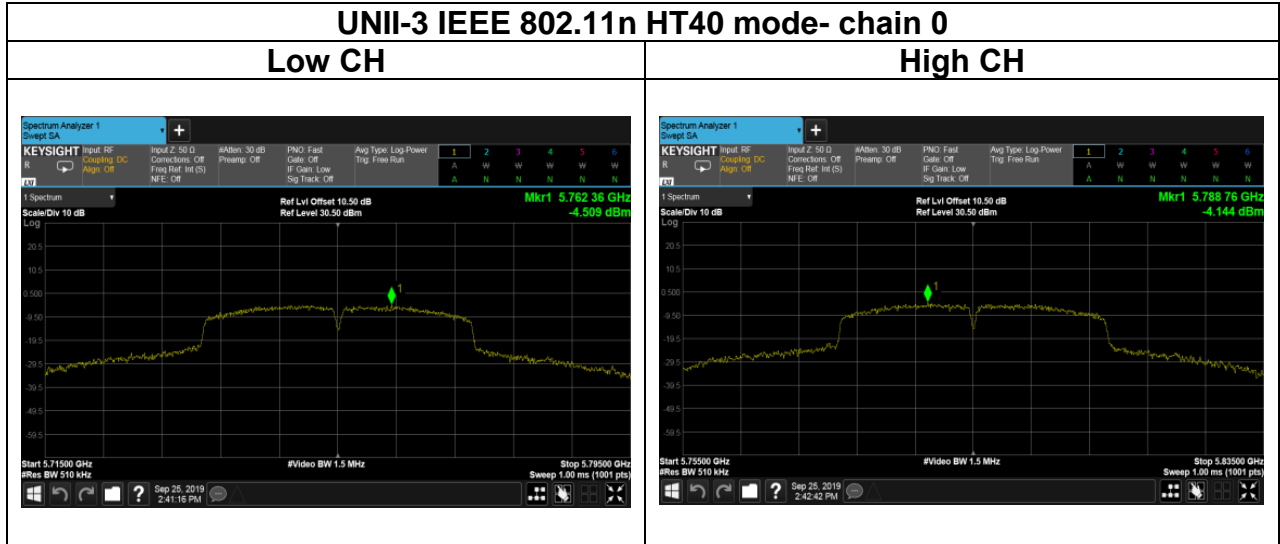 UNII-3 IEEE 802.11n HT40 mode- chain 0
Low CH
High CH
Spectrum Analyzer 1
Swept SA
+
KEYSIGHT
R
LXI
Input: RF
Coupling: DC
Align: Off
Input Z: 50 Ω
Corrections: Off
Freq Ref: Int (S)
NFE: Off
#Atten: 30 dB
Preamp: Off
PNO: Fast
Gate: Off
IF Gain: Low
Sig Track: Off
Avg Type: Log-Power
Trig: Free Run
1 2 3 4 5 6
A W W W W W
A N N N N N
1 Spectrum
Scale/Div 10 dB
Log
Ref Lvl Offset 10.50 dB
Ref Level 30.50 dBm
Mkr1 5.762 36 GHz
-4.509 dBm
20.5
10.5
0.500
-9.50
-19.5
-29.5
-39.5
-49.5
-59.5
1
Start 5.71500 GHz
#Res BW 510 kHz
#Video BW 1.5 MHz
Stop 5.79500 GHz
Sweep 1.00 ms (1001 pts)
?
Sep 25, 2019
2:41:16 PM
Spectrum Analyzer 1
Swept SA
+
KEYSIGHT
R
LXI
Input: RF
Coupling: DC
Align: Off
Input Z: 50 Ω
Corrections: Off
Freq Ref: Int (S)
NFE: Off
#Atten: 30 dB
Preamp: Off
PNO: Fast
Gate: Off
IF Gain: Low
Sig Track: Off
Avg Type: Log-Power
Trig: Free Run
1 2 3 4 5 6
A W W W W W
A N N N N N
1 Spectrum
Scale/Div 10 dB
Log
Ref Lvl Offset 10.50 dB
Ref Level 30.50 dBm
Mkr1 5.788 76 GHz
-4.144 dBm
20.5
10.5
0.500
-9.50
-19.5
-29.5
-39.5
-49.5
-59.5
1
Start 5.75500 GHz
#Res BW 510 kHz
#Video BW 1.5 MHz
Stop 5.83500 GHz
Sweep 1.00 ms (1001 pts)
?
Sep 25, 2019
2:42:42 PM